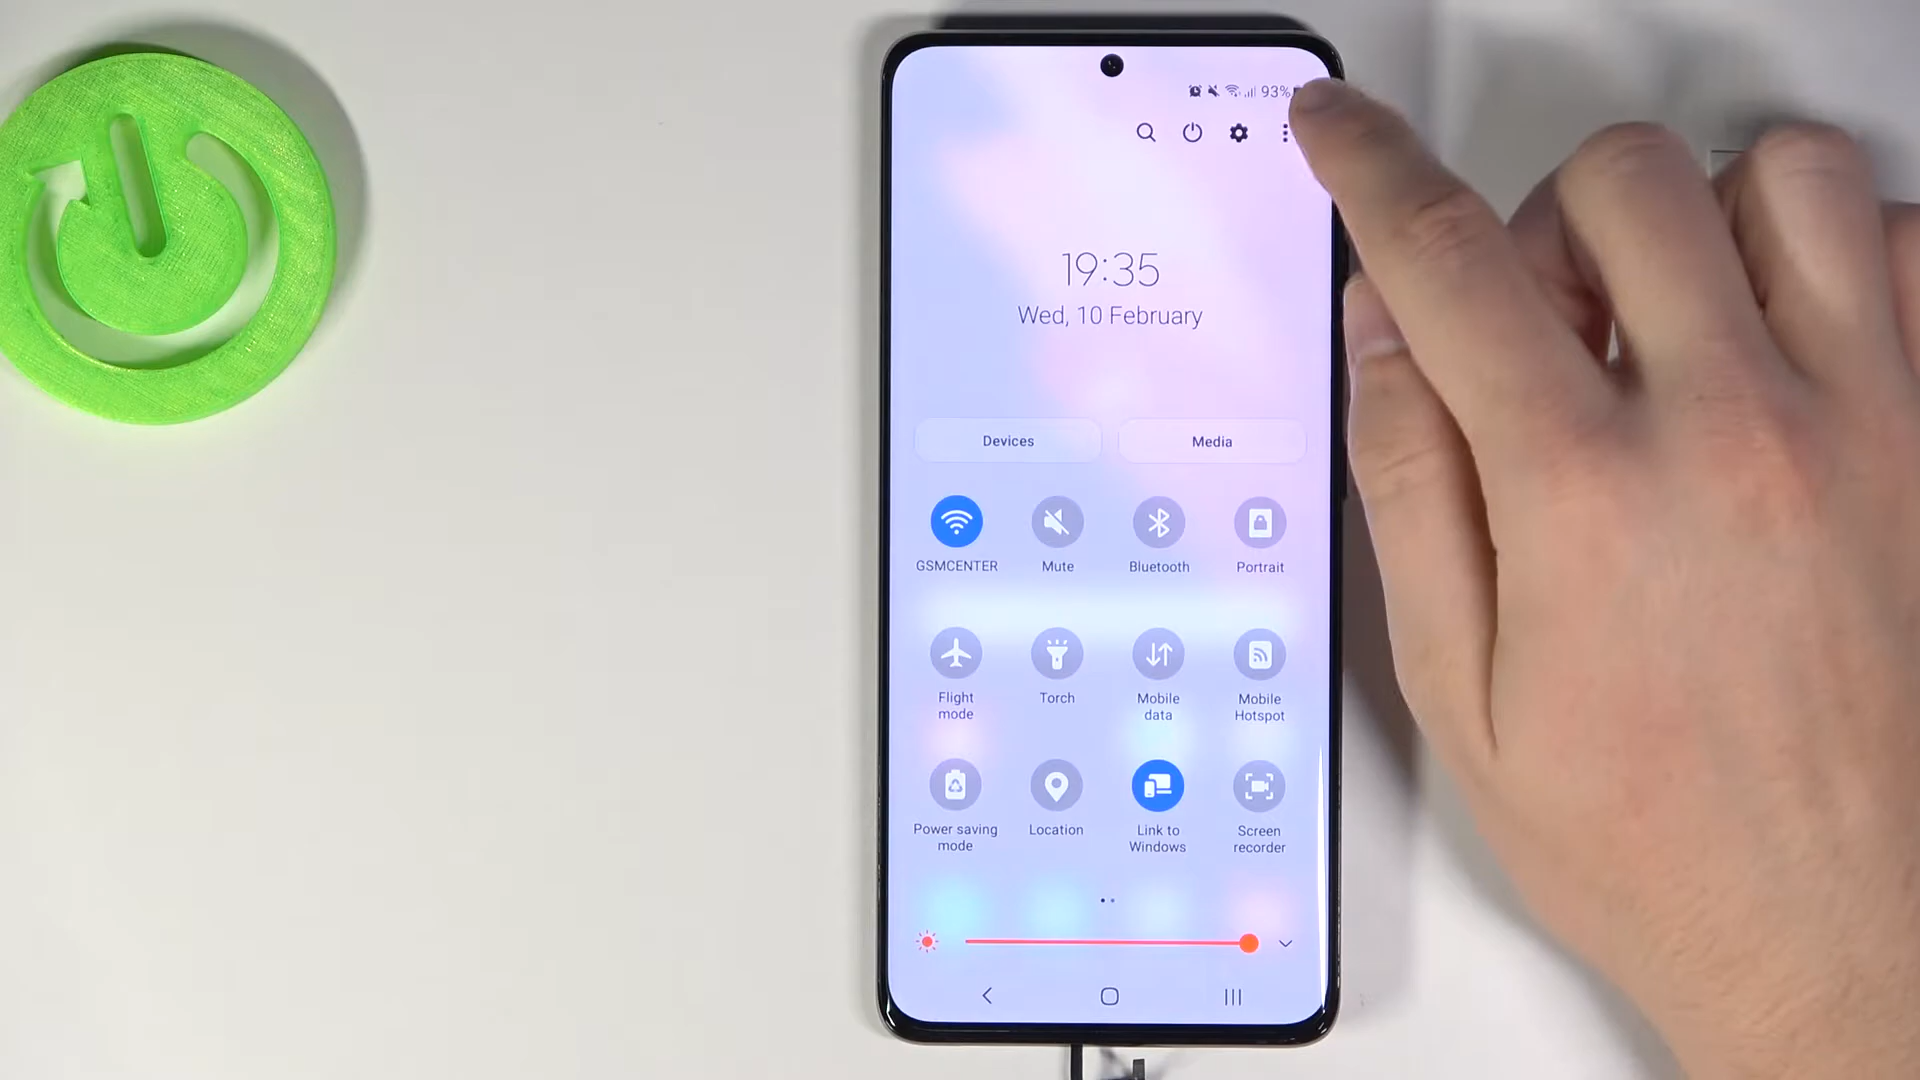 93%
19:35
Wed, 10 February
Devices
Media
GSMCENTER
Mute
Bluetooth
Portrait
Flight
mode
Torch
Mobile
data
Mobile
Hotspot
Power saving
mode
Location
Link to
Windows
Screen
recorder